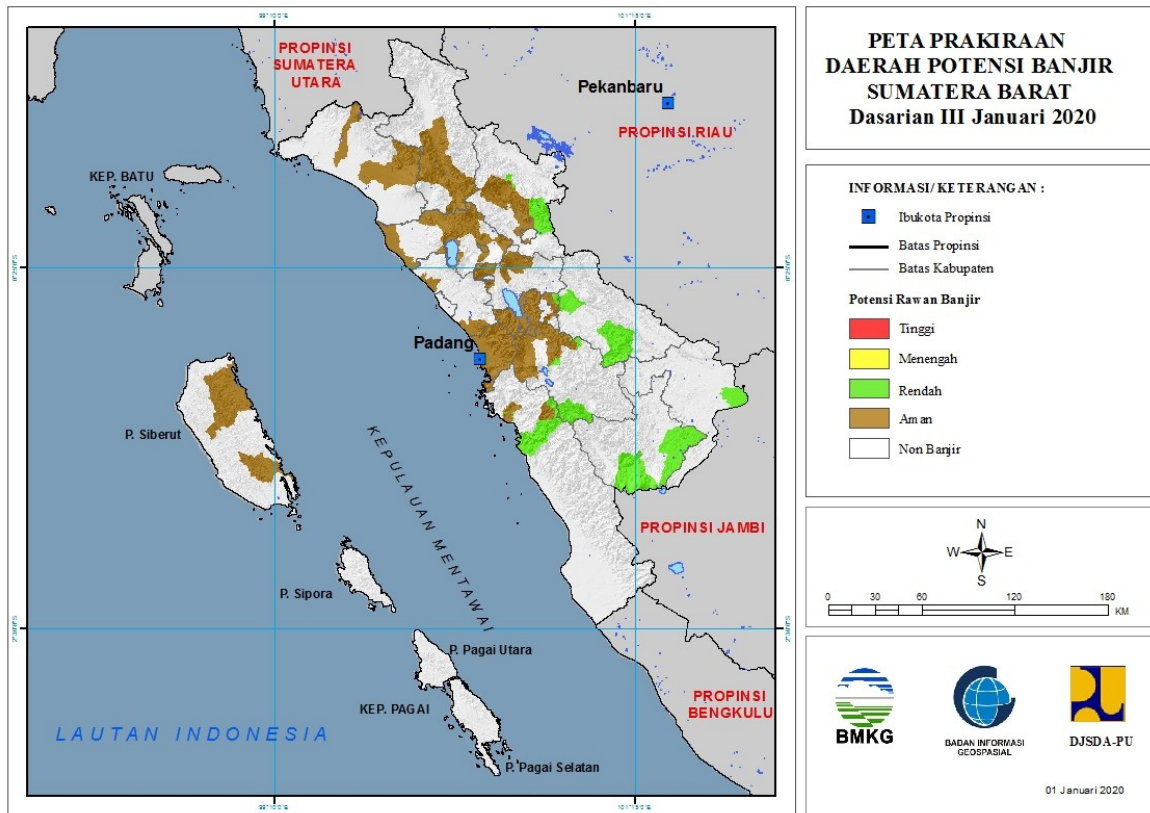 PROPINSI
SUMATERA
UTARA
Pekanbaru
PROPINSI RIAU
KEP. BATU
Padang
P. Siberut
KEPULAUAN MENTAWAI
PROPINSI JAMBI
P. Sipora
P. Pagai Utara
KEP. PAGAI
PROPINSI
BENGKULU
LAUTAN INDONESIA
P. Pagai Selatan
PETA PRAKIRAAN
DAERAH POTENSI BANJIR
SUMATERA BARAT
Dasarian III Januari 2020
INFORMASI/ KETERANGAN :
Ibukota Propinsi
Batas Propinsi
Batas Kabupaten
Potensi Rawan Banjir
Tinggi
Menengah
Rendah
Aman
Non Banjir
N
W E
S
0 30 60 120 180
KM
BMKG
BADAN INFORMASI
GEOSPASIAL
DJSDA-PU
01 Januari 2020